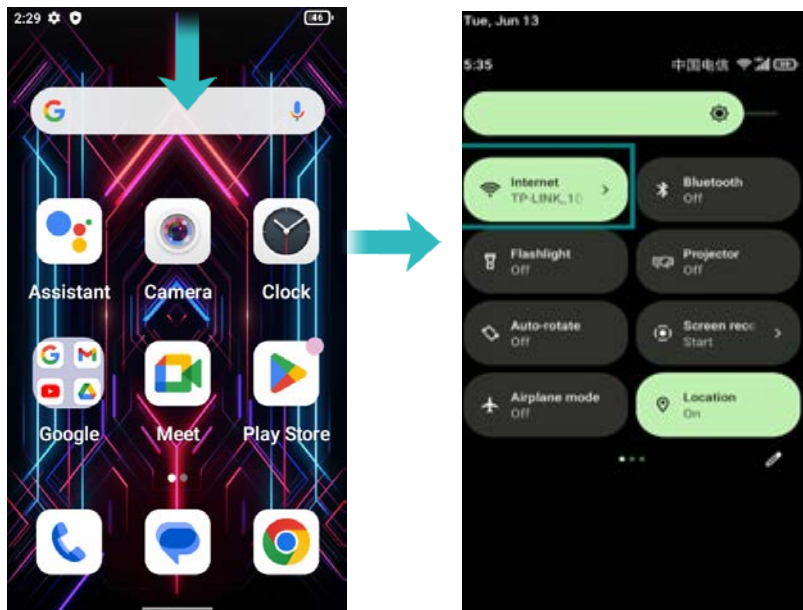 2:29
46
Assistant Camera Clock
Google Meet Play Store
Tue, Jun 13
5:35 中国电信
Internet
TP-LINK_10
Bluetooth
Off
Flashlight
Off
Projector
Off
Auto-rotate
Off
Screen rec
Start
Airplane mode
Off
Location
On